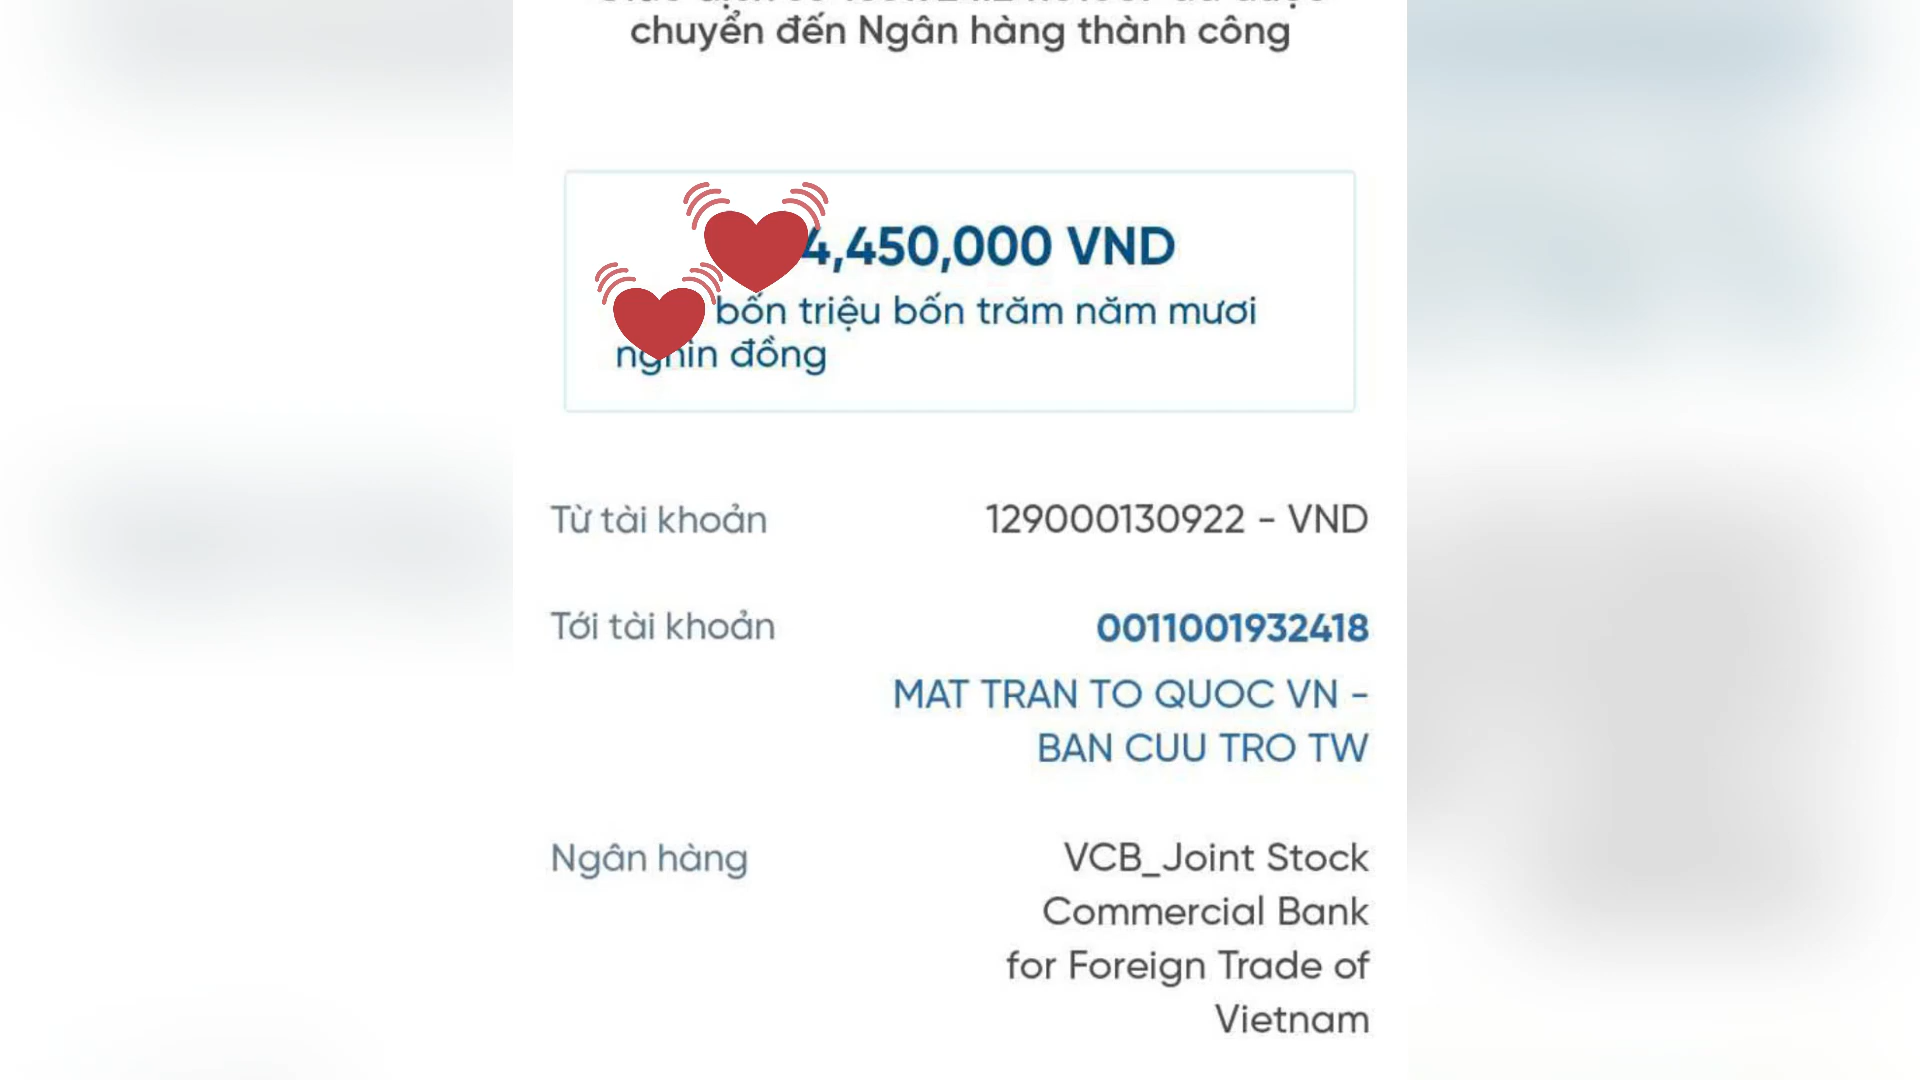 chuyển đến Ngân hàng thành công
4,450,000 VND
bốn triệu bốn trăm năm mươi
nghìn đồng
Từ tài khoản 129000130922 - VND
Tới tài khoản 0011001932418
MAT TRAN TO QUOC VN -
BAN CUU TRO TW
Ngân hàng VCB_Joint Stock
Commercial Bank
for Foreign Trade of
Vietnam